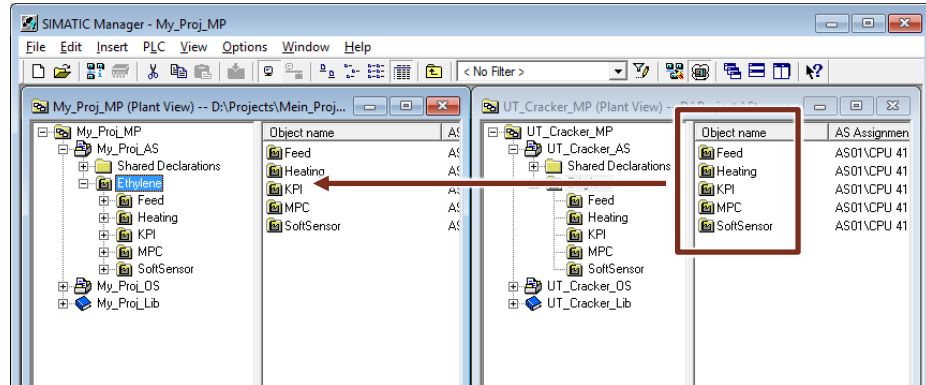 SIMATIC Manager - My_Proj_MP
File Edit Insert PLC View Options Window Help
< No Filter >
My_Proj_MP (Plant View) -- D:\Projects\Mein_Proj...
My_Proj_MP
My_Proj_AS
Shared Declarations
Ethylene
Feed
Heating
KPI
MPC
SoftSensor
My_Proj_OS
My_Proj_Lib
Object name
Feed
Heating
KPI
MPC
SoftSensor
UT_Cracker_MP (Plant View) --
UT_Cracker_MP
UT_Cracker_AS
Shared Declarations
Feed
Heating
KPI
MPC
SoftSensor
UT_Cracker_OS
UT_Cracker_Lib
Object name AS Assignmen
Feed AS01\CPU 41
Heating AS01\CPU 41
KPI AS01\CPU 41
MPC AS01\CPU 41
SoftSensor AS01\CPU 41